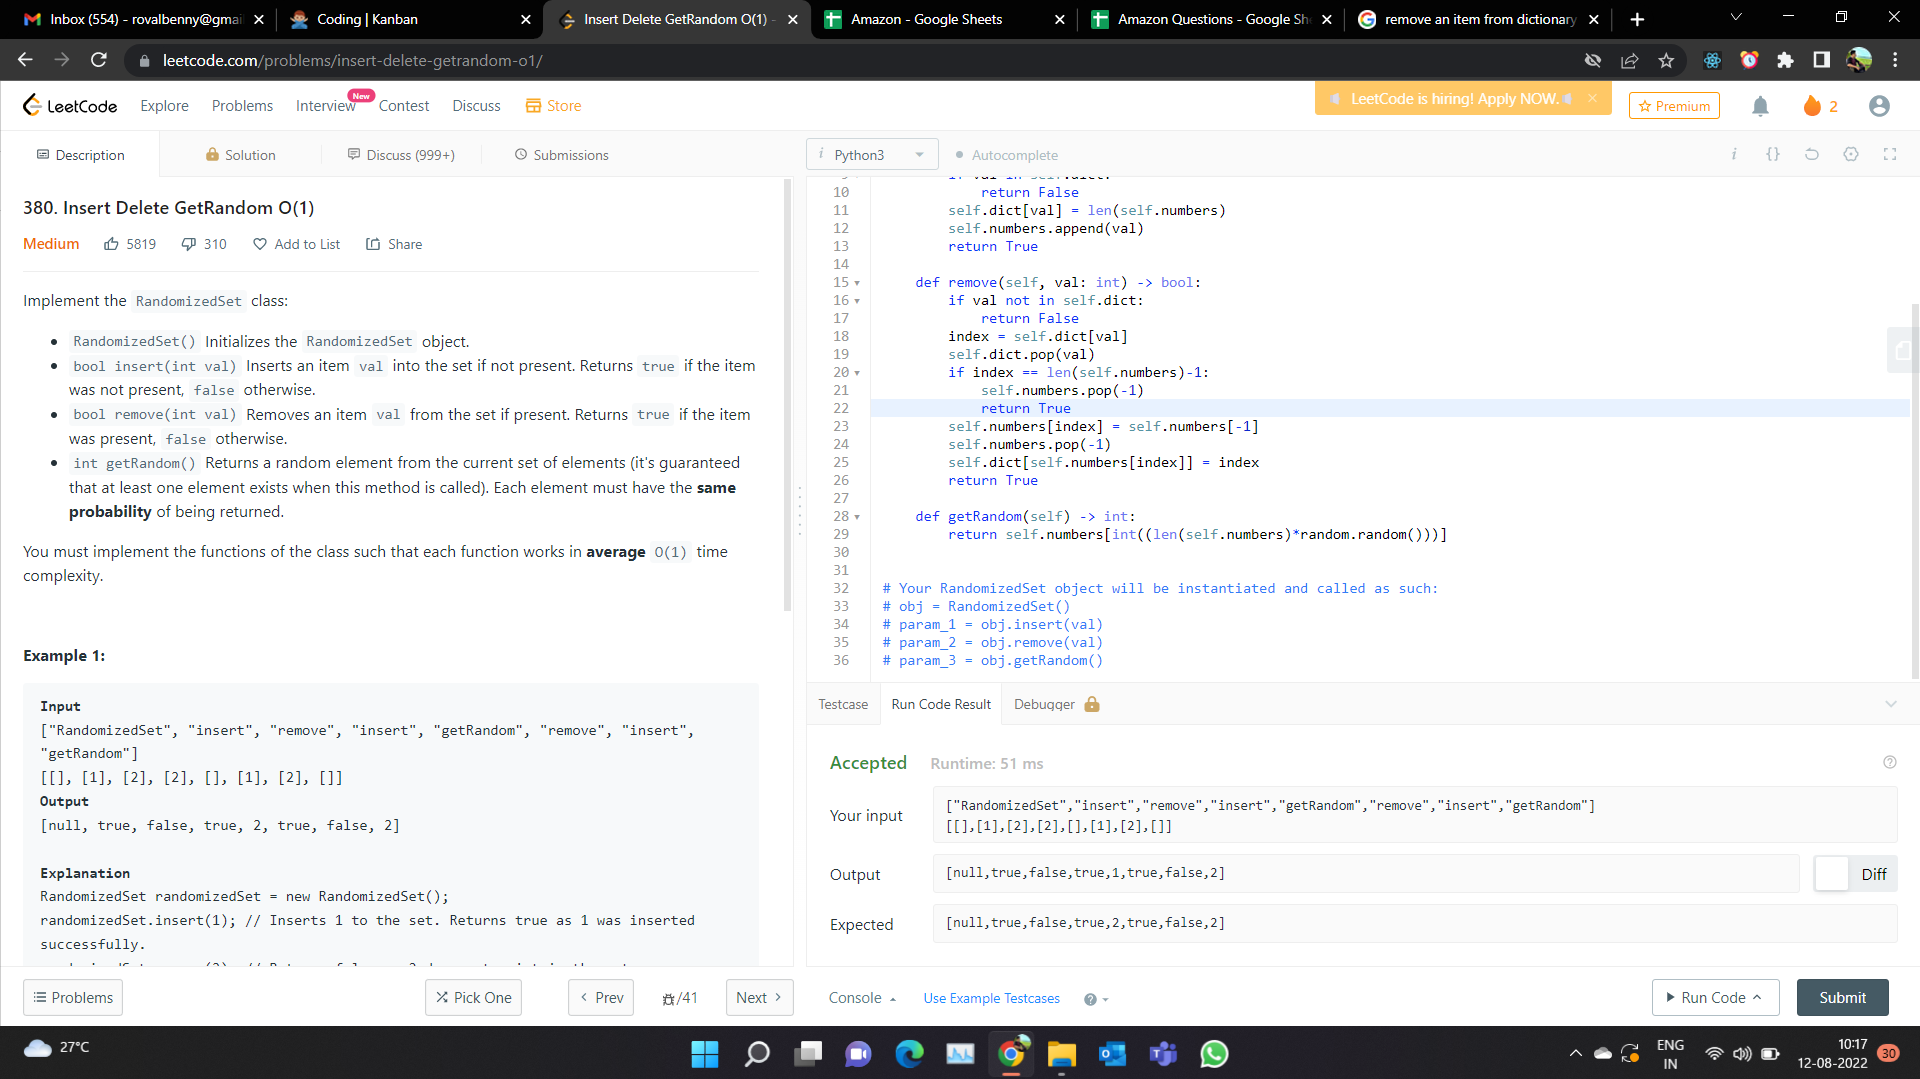 Inbox (554) - rovalbenny@gmai
Coding | Kanban
Insert Delete GetRandom O(1) -
Amazon - Google Sheets
Amazon Questions - Google She
remove an item from dictionary
leetcode.com/problems/insert-delete-getrandom-o1/
LeetCode
Explore
Problems
Interview
New
Contest
Discuss
Store
LeetCode is hiring! Apply NOW.
Premium
2
Description
Solution
Discuss (999+)
Submissions
380. Insert Delete GetRandom O(1)
Medium
5819
310
Add to List
Share
Implement the RandomizedSet class:
• RandomizedSet() Initializes the RandomizedSet object.
• bool insert(int val) Inserts an item val into the set if not present. Returns true if the item
was not present, false otherwise.
• bool remove(int val) Removes an item val from the set if present. Returns true if the item
was present, false otherwise.
• int getRandom() Returns a random element from the current set of elements (it's guaranteed
that at least one element exists when this method is called). Each element must have the same
probability of being returned.
You must implement the functions of the class such that each function works in average O(1) time
complexity.
Example 1:
Input
["RandomizedSet", "insert", "remove", "insert", "getRandom", "remove", "insert",
"getRandom"]
[[], [1], [2], [2], [], [1], [2], []]
Output
[null, true, false, true, 2, true, false, 2]
Explanation
RandomizedSet randomizedSet = new RandomizedSet();
randomizedSet.insert(1); // Inserts 1 to the set. Returns true as 1 was inserted
successfully.
Problems
Pick One
Prev
/41
Next
i Python3
Autocomplete
i {}
10 return False
11 self.dict[val] = len(self.numbers)
12 self.numbers.append(val)
13 return True
14
15 def remove(self, val: int) -> bool:
16 if val not in self.dict:
17 return False
18 index = self.dict[val]
19 self.dict.pop(val)
20 if index == len(self.numbers)-1:
21 self.numbers.pop(-1)
22 return True
23 self.numbers[index] = self.numbers[-1]
24 self.numbers.pop(-1)
25 self.dict[self.numbers[index]] = index
26 return True
27
28 def getRandom(self) -> int:
29 return self.numbers[int((len(self.numbers)*random.random()))]
30
31
32 # Your RandomizedSet object will be instantiated and called as such:
33 # obj = RandomizedSet()
34 # param_1 = obj.insert(val)
35 # param_2 = obj.remove(val)
36 # param_3 = obj.getRandom()
Testcase
Run Code Result
Debugger
Accepted
Runtime: 51 ms
Your input
["RandomizedSet","insert","remove","insert","getRandom","remove","insert","getRandom"]
[[],[1],[2],[2],[],[1],[2],[]]
Output
[null,true,false,true,1,true,false,2]
Diff
Expected
[null,true,false,true,2,true,false,2]
Console
Use Example Testcases
Run Code
Submit
27°C
ENG
IN
10:17
12-08-2022
30